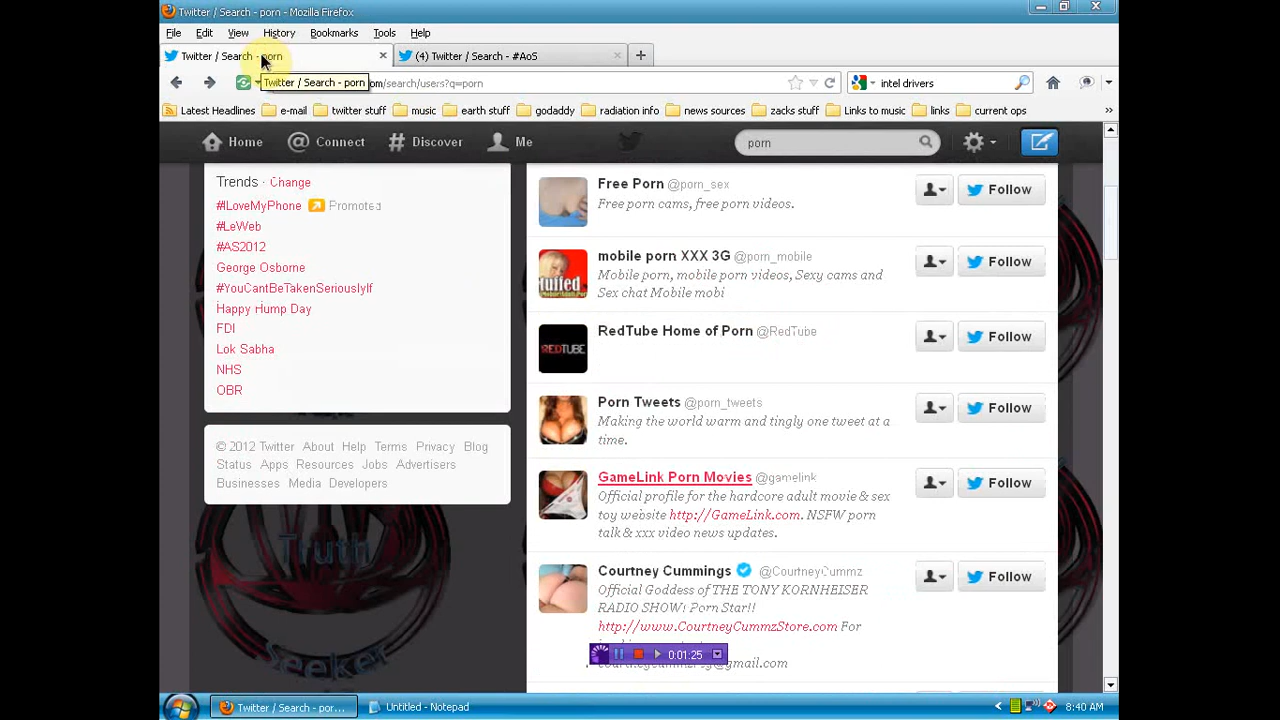 Twitter / Search - porn - Mozilla Firefox
File Edit View History Bookmarks Tools Help
Twitter / Search - porn
(4) Twitter / Search - #AoS
Twitter / Search - porn
om/search/users?q=porn
intel drivers
Latest Headlines e-mail twitter stuff music earth stuff godaddy radiation info news sources zacks stuff Links to music links current ops
Home Connect Discover Me
porn
Trends · Change
#ILoveMyPhone Promoted
#LeWeb
#AS2012
George Osborne
#YouCantBeTakenSeriouslyIf
Happy Hump Day
FDI
Lok Sabha
NHS
OBR
© 2012 Twitter About Help Terms Privacy Blog
Status Apps Resources Jobs Advertisers
Businesses Media Developers
Truth
Seeker
Free Porn @porn_sex
Free porn cams, free porn videos.
Follow
mobile porn XXX 3G @porn_mobile
Mobile porn, mobile porn videos, Sexy cams and
Sex chat Mobile mobi
Follow
RedTube Home of Porn @RedTube
REDTUBE
Follow
Porn Tweets @porn_tweets
Making the world warm and tingly one tweet at a
time.
Follow
GameLink Porn Movies @gamelink
Official profile for the hardcore adult movie & sex
toy website http://GameLink.com. NSFW porn
talk & xxx video news updates.
Follow
Courtney Cummings @CourtneyCummz
Official Goddess of THE TONY KORNHEISER
RADIO SHOW! Porn Star!!
http://www.CourtneyCummzStore.com For
Follow
0:01:25
Twitter / Search - por...
Untitled - Notepad
8:40 AM